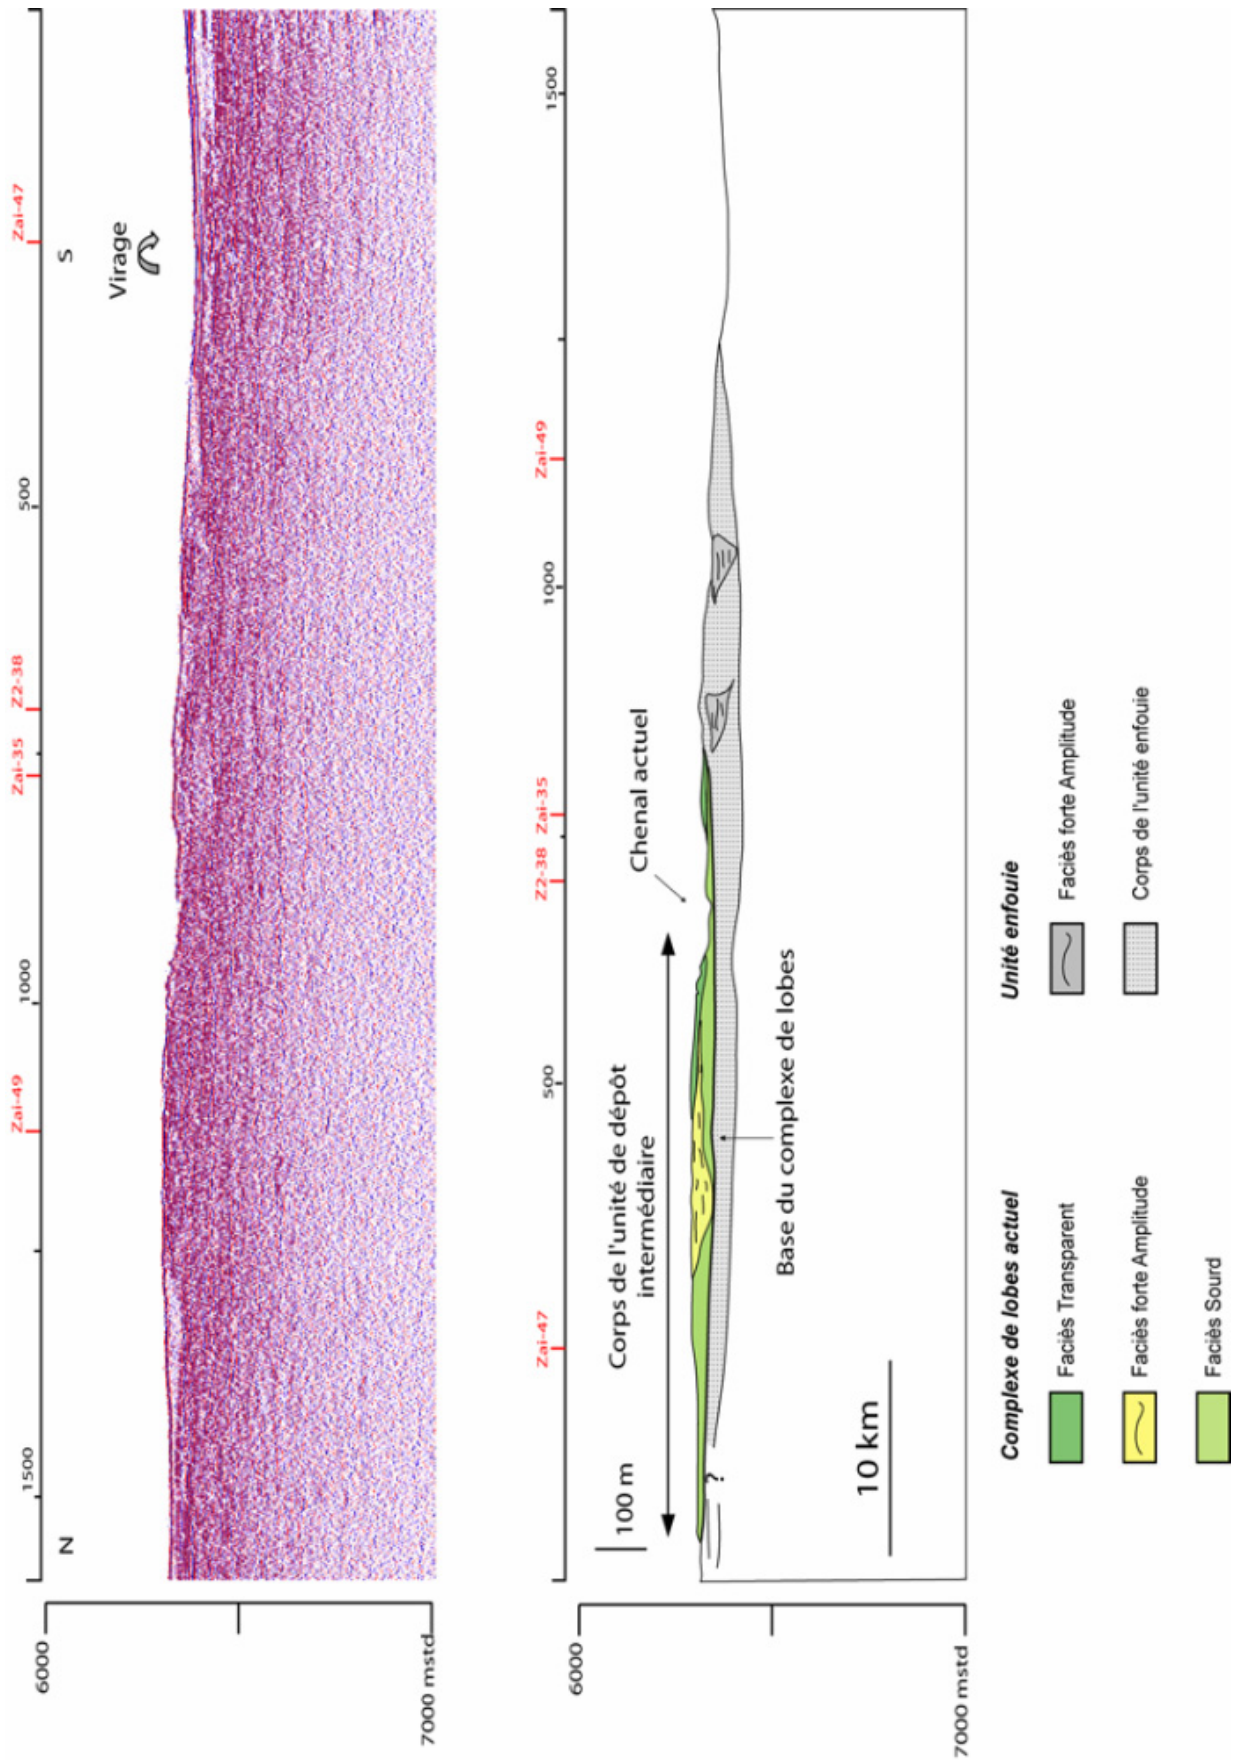 N
S
1500
1000
500
Zai-49
Zai-35
Z2-38
Zai-47
Virage
6000
7000 mstd
500
1000
1500
Zai-47
Z2-38
Zai-35
Zai-49
100 m
Corps de l'unité de dépôt
intermédiaire
Chenal actuel
?
Base du complexe de lobes
10 km
6000
7000 mstd
Complexe de lobes actuel
Faciès Transparent
Faciès forte Amplitude
Faciès Sourd
Unité enfouie
Faciès forte Amplitude
Corps de l'unité enfouie